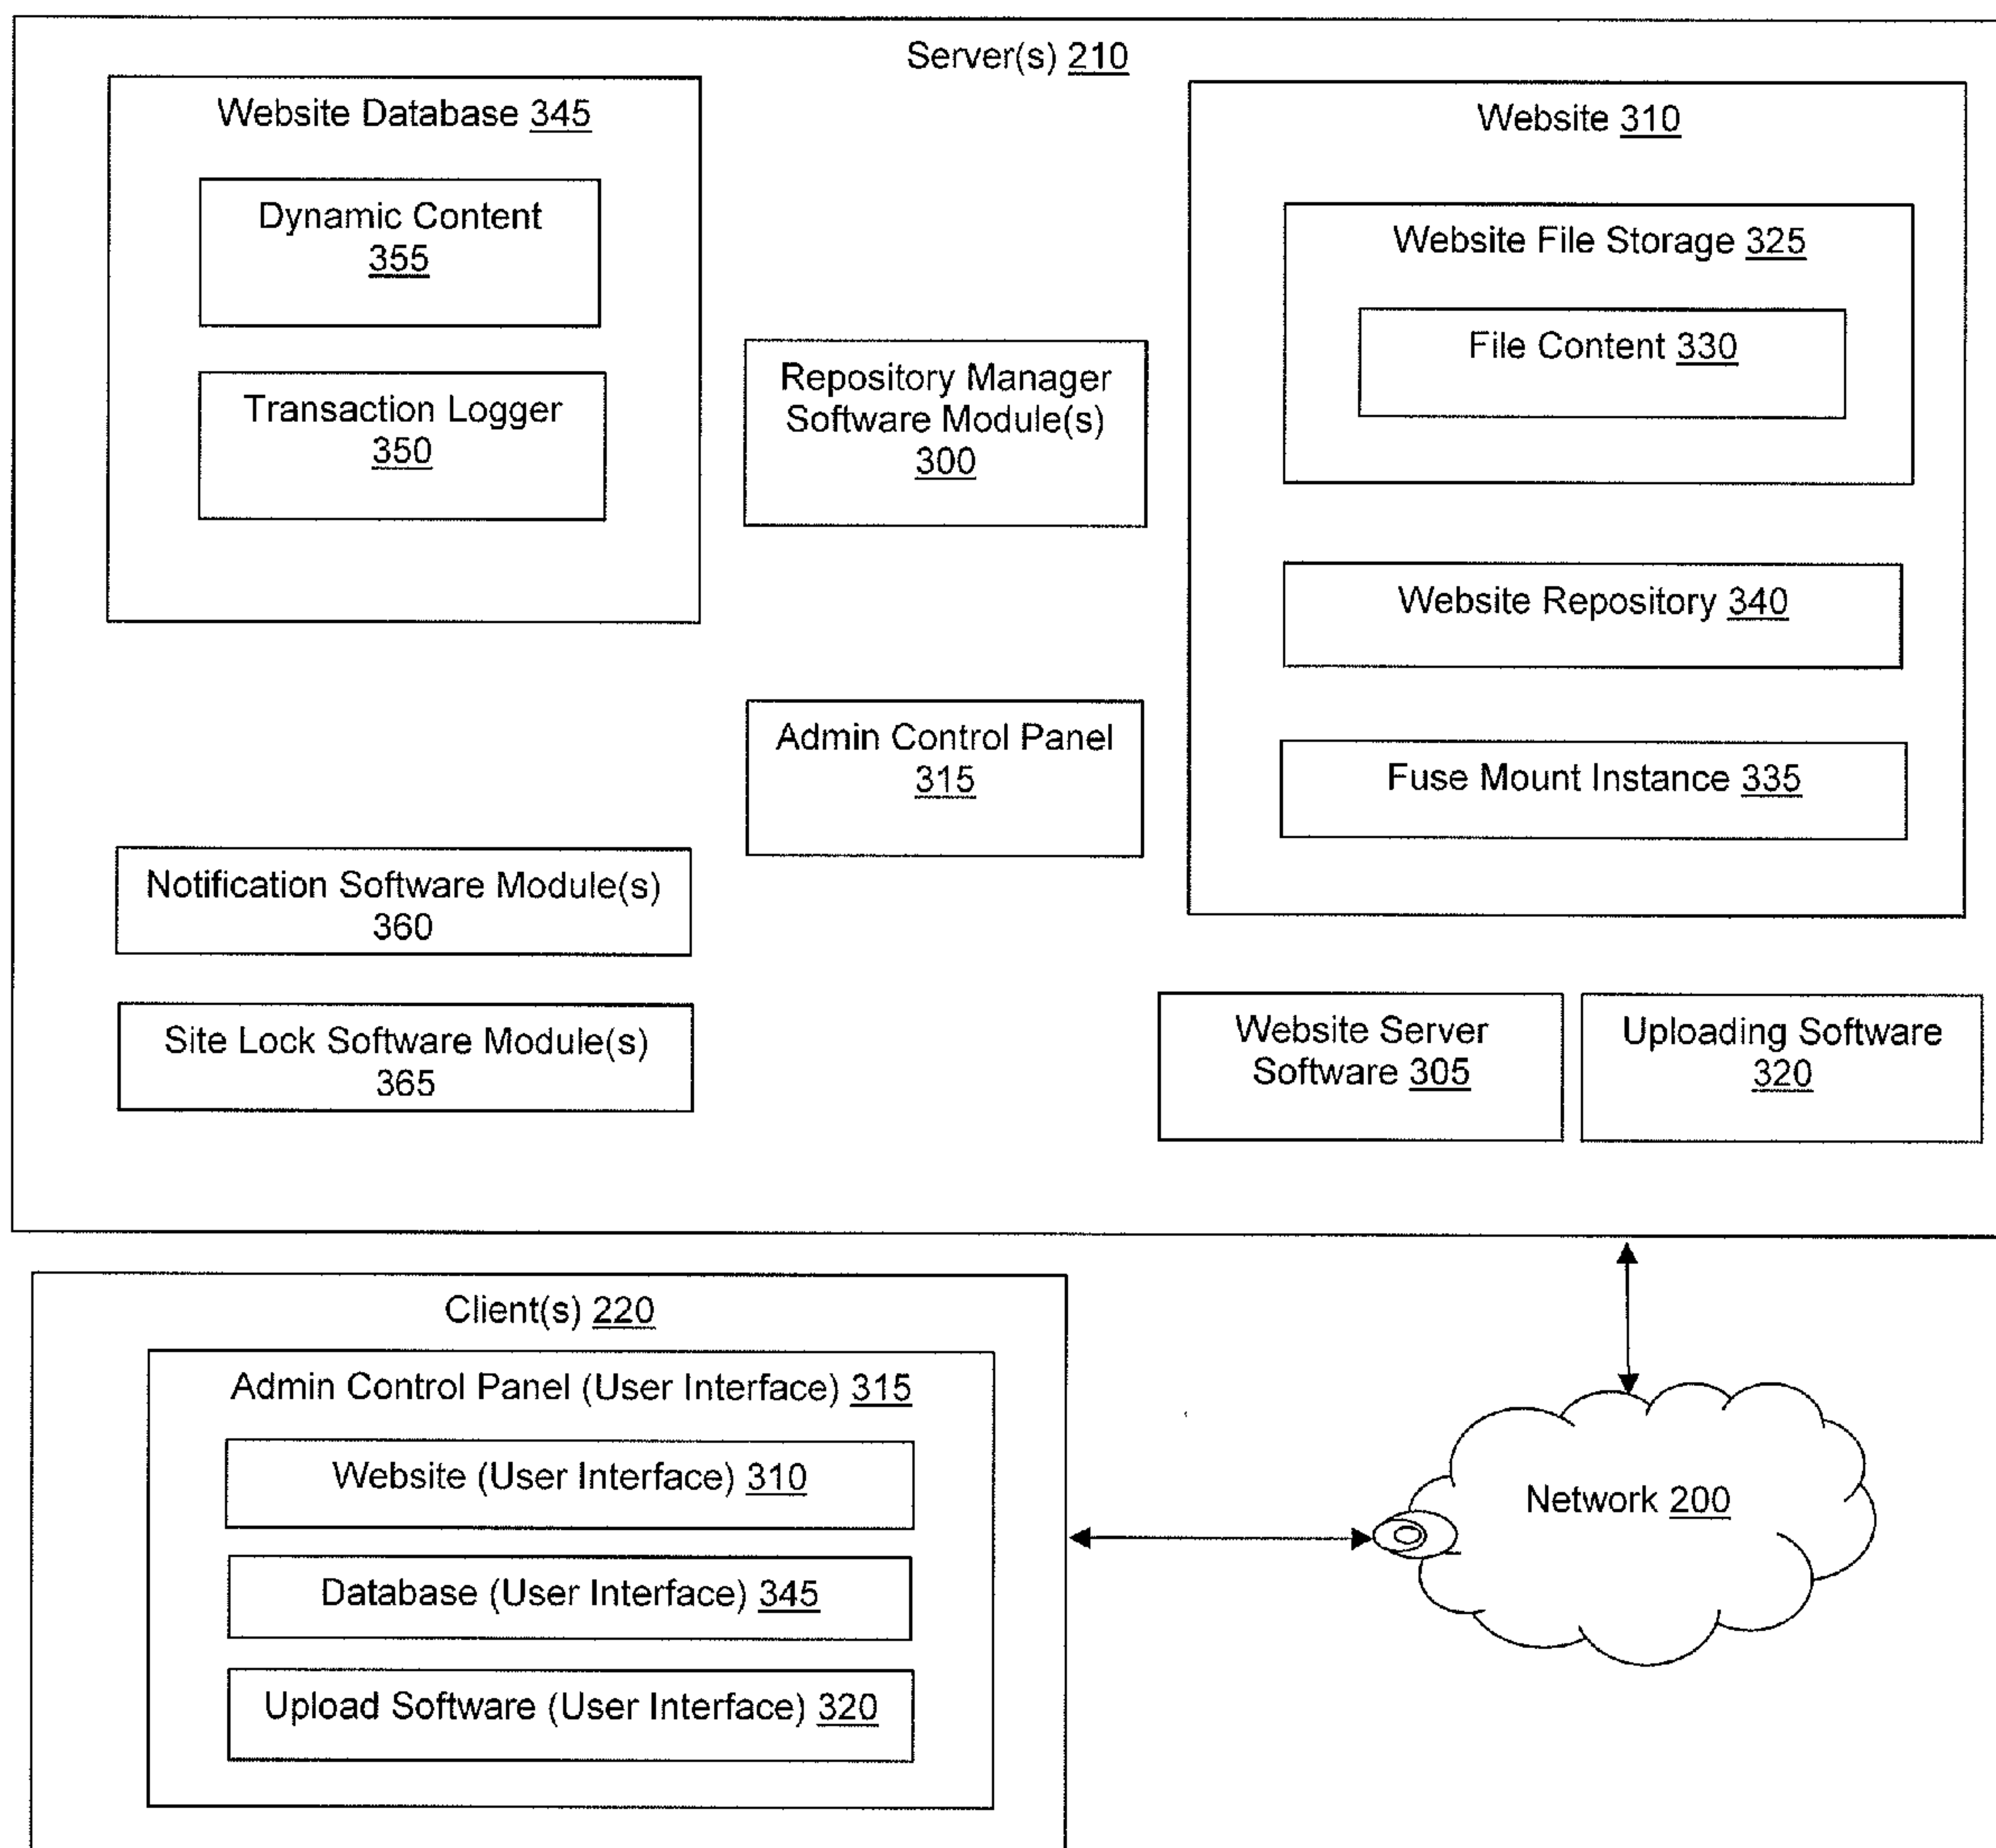 Server(s) 210
Website Database 345
Dynamic Content
355
Transaction Logger
350
Repository Manager
Software Module(s)
300
Admin Control Panel
315
Website 310
Website File Storage 325
File Content 330
Website Repository 340
Fuse Mount Instance 335
Notification Software Module(s)
360
Site Lock Software Module(s)
365
Website Server
Software 305
Uploading Software
320
Client(s) 220
Admin Control Panel (User Interface) 315
Website (User Interface) 310
Database (User Interface) 345
Upload Software (User Interface) 320
Network 200